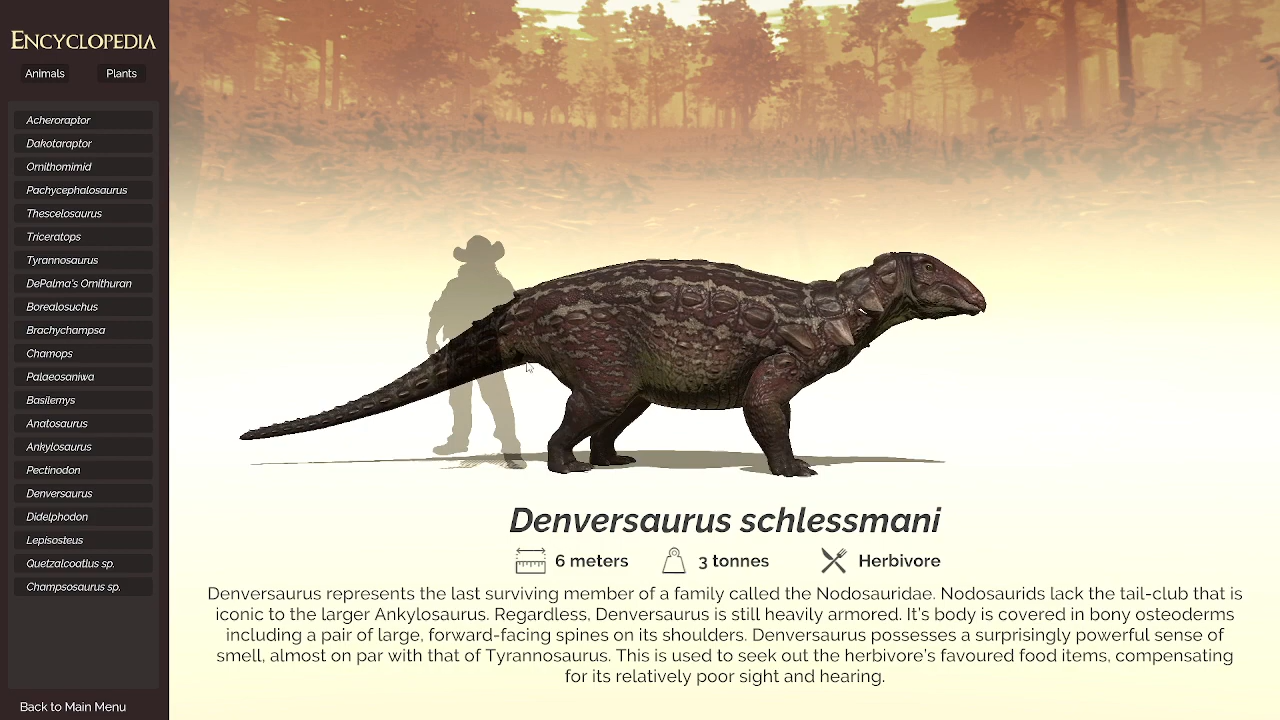 ENCYCLOPEDIA
Animals Plants
Acheroraptor
Dakotaraptor
Ornithomimid
Pachycephalosaurus
Thescelosaurus
Triceratops
Tyrannosaurus
DePalma's Ornithuran
Borealosuchus
Brachychampsa
Chamops
Palaeosaniwa
Basilemys
Anatosaurus
Ankylosaurus
Pectinodon
Denversaurus
Didelphodon
Lepisosteus
Quetzalcoatlus sp.
Champsosaurus sp.
Back to Main Menu
Denversaurus schlessmani
6 meters 3 tonnes Herbivore
Denversaurus represents the last surviving member of a family called the Nodosauridae. Nodosaurids lack the tail-club that is
iconic to the larger Ankylosaurus. Regardless, Denversaurus is still heavily armored. It's body is covered in bony osteoderms
including a pair of large, forward-facing spines on its shoulders. Denversaurus possesses a surprisingly powerful sense of
smell, almost on par with that of Tyrannosaurus. This is used to seek out the herbivore's favoured food items, compensating
for its relatively poor sight and hearing.